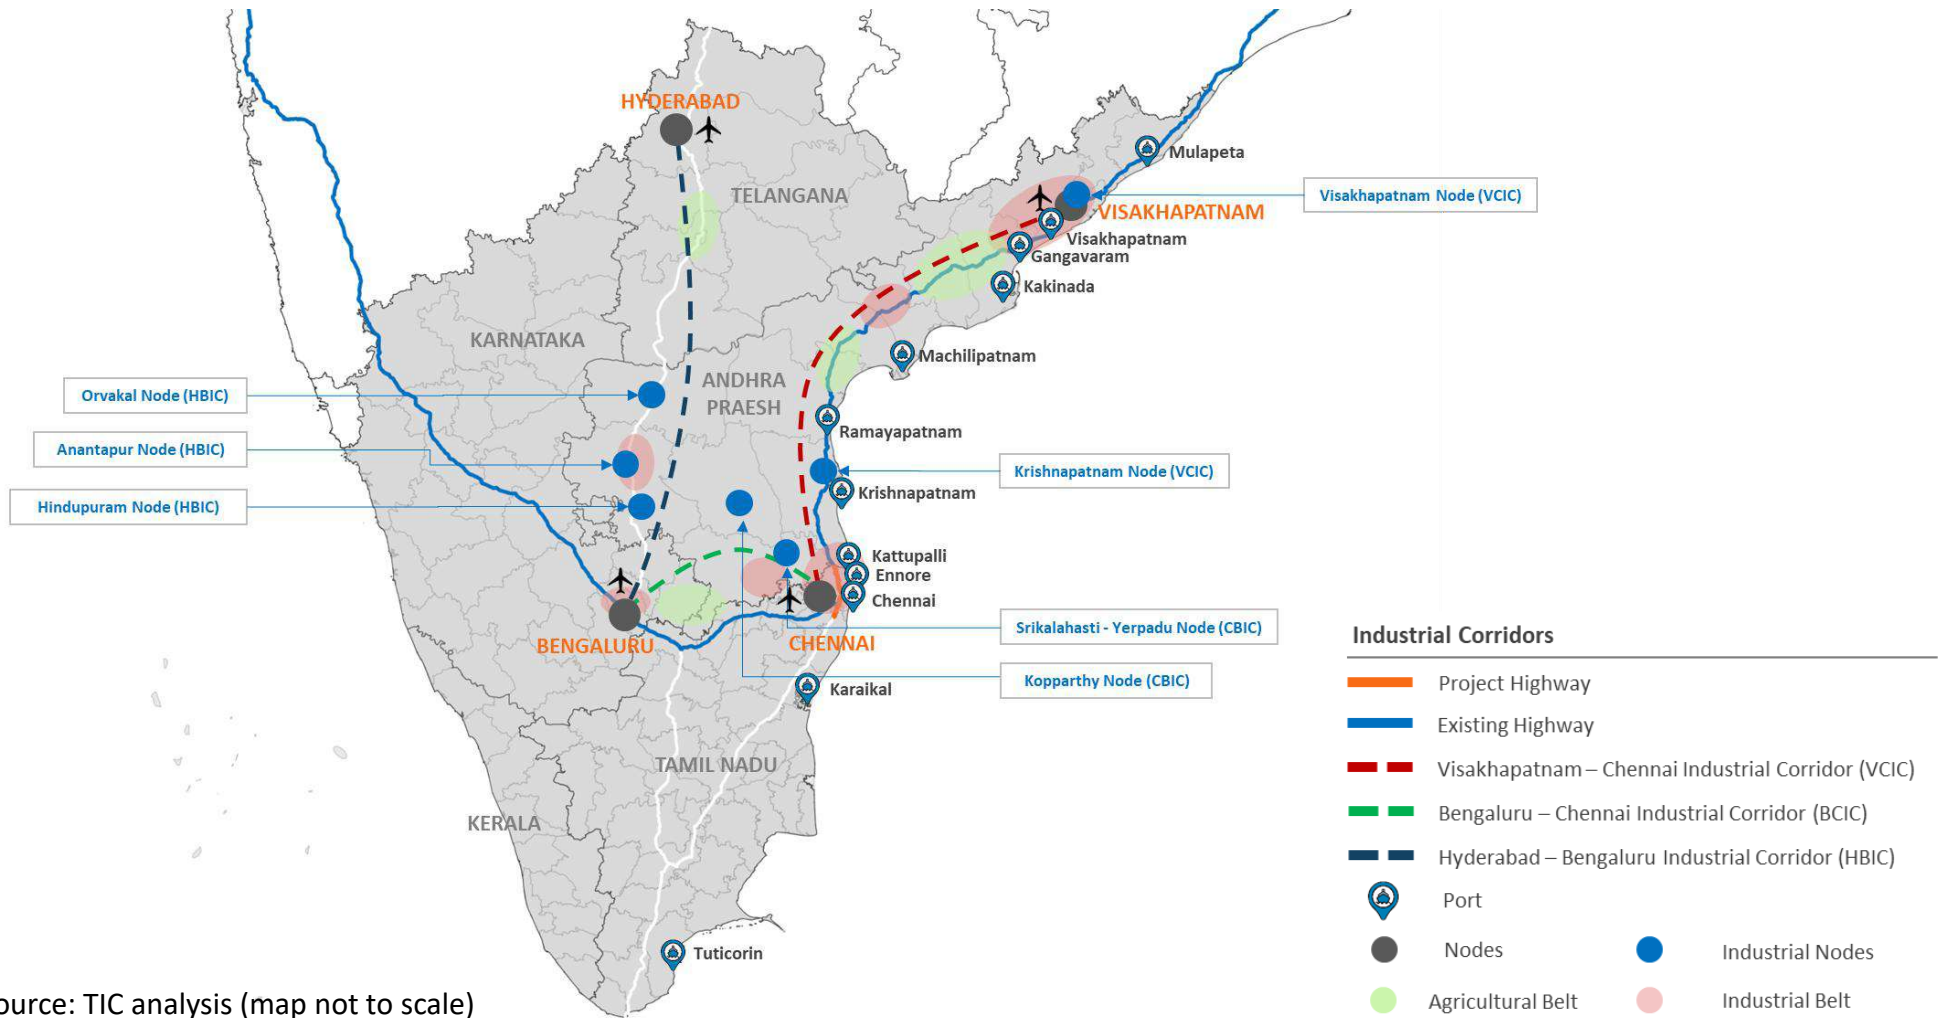 HYDERABAD
Mulapeta
TELANGANA
Visakhapatnam Node (VCIC)
VISAKHAPATNAM
Visakhapatnam
Gangavaram
Kakinada
KARNATAKA
Machilipatnam
ANDHRA
PRAESH
Orvakal Node (HBIC)
Ramayapatnam
Anantapur Node (HBIC)
Krishnapatnam Node (VCIC)
Krishnapatnam
Hindupuram Node (HBIC)
Kattupalli
Ennore
Chennai
Srikalahasti - Yerpadu Node (CBIC)
BENGALURU
CHENNAI
Kopparthy Node (CBIC)
Karaikal
TAMIL NADU
KERALA
Tuticorin
Industrial Corridors
Project Highway
Existing Highway
Visakhapatnam – Chennai Industrial Corridor (VCIC)
Bengaluru – Chennai Industrial Corridor (BCIC)
Hyderabad – Bengaluru Industrial Corridor (HBIC)
Port
Nodes
Industrial Nodes
Agricultural Belt
Industrial Belt
ource: TIC analysis (map not to scale)